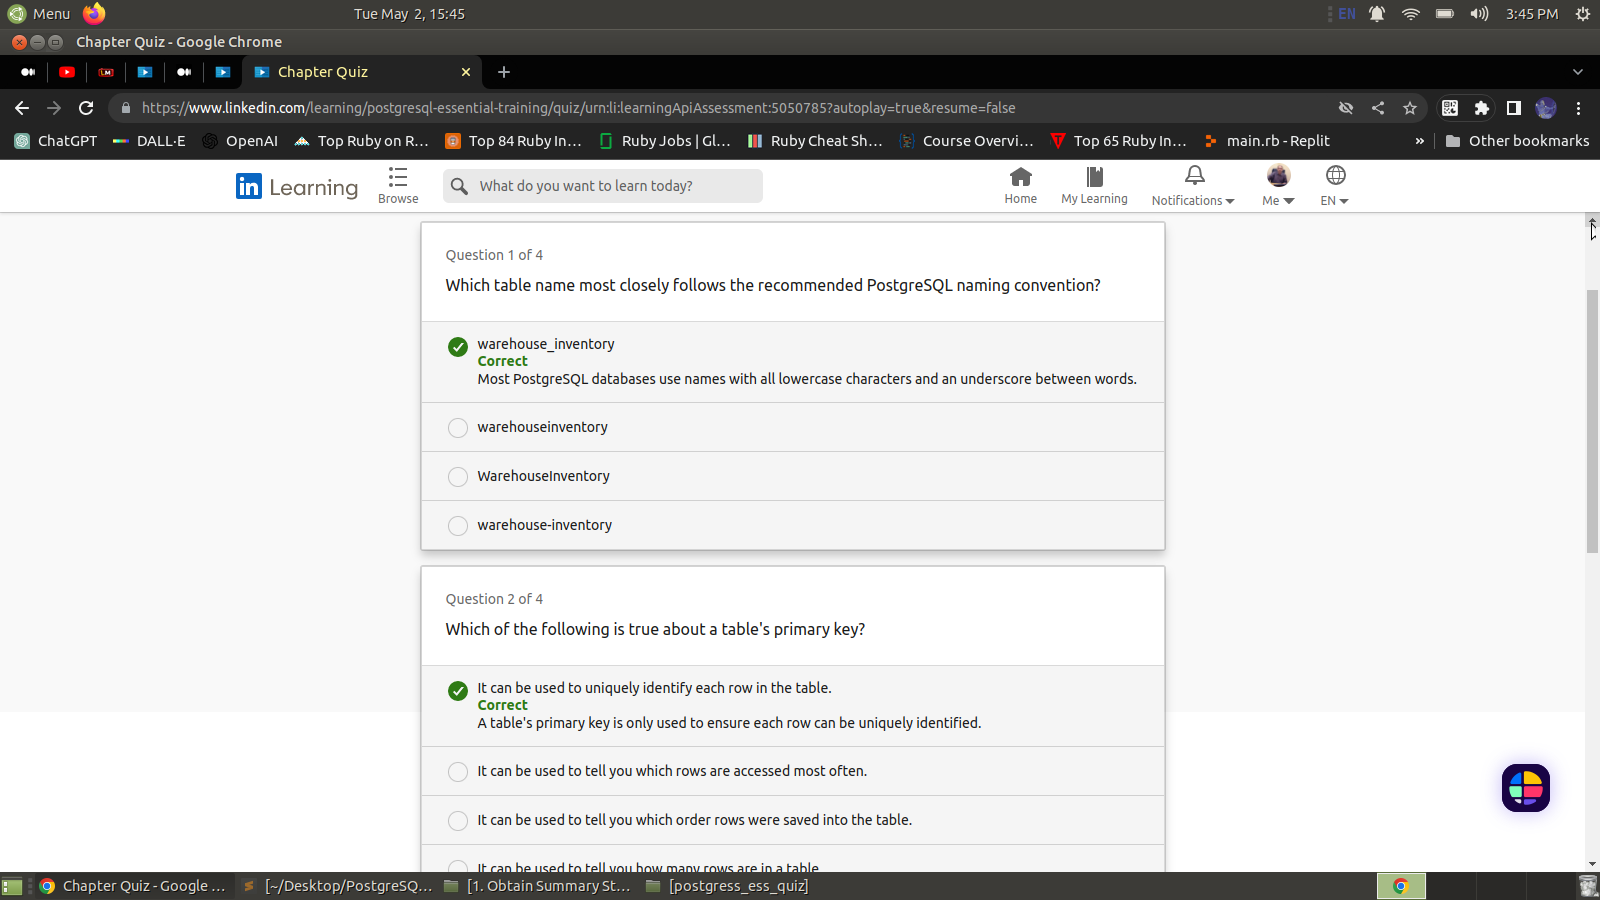 Menu
Tue May 2, 15:45
EN
3:45 PM
Chapter Quiz - Google Chrome
LM
Chapter Quiz
https://www.linkedin.com/learning/postgresql-essential-training/quiz/urn:li:learningApiAssessment:5050785?autoplay=true&resume=false
ChatGPT
DALL·E
OpenAI
Top Ruby on R...
Top 84 Ruby In...
Ruby Jobs | Gl...
Ruby Cheat Sh...
Course Overvi...
Top 65 Ruby In...
main.rb - Replit
»
Other bookmarks
in Learning
Browse
What do you want to learn today?
Home
My Learning
Notifications
Me
EN
Question 1 of 4
Which table name most closely follows the recommended PostgreSQL naming convention?
warehouse_inventory
Correct
Most PostgreSQL databases use names with all lowercase characters and an underscore between words.
warehouseinventory
WarehouseInventory
warehouse-inventory
Question 2 of 4
Which of the following is true about a table's primary key?
It can be used to uniquely identify each row in the table.
Correct
A table's primary key is only used to ensure each row can be uniquely identified.
It can be used to tell you which rows are accessed most often.
It can be used to tell you which order rows were saved into the table.
It can be used to tell you how many rows are in a table.
Chapter Quiz - Google ...
[~/Desktop/PostgreSQ...
[1. Obtain Summary St...
[postgress_ess_quiz]